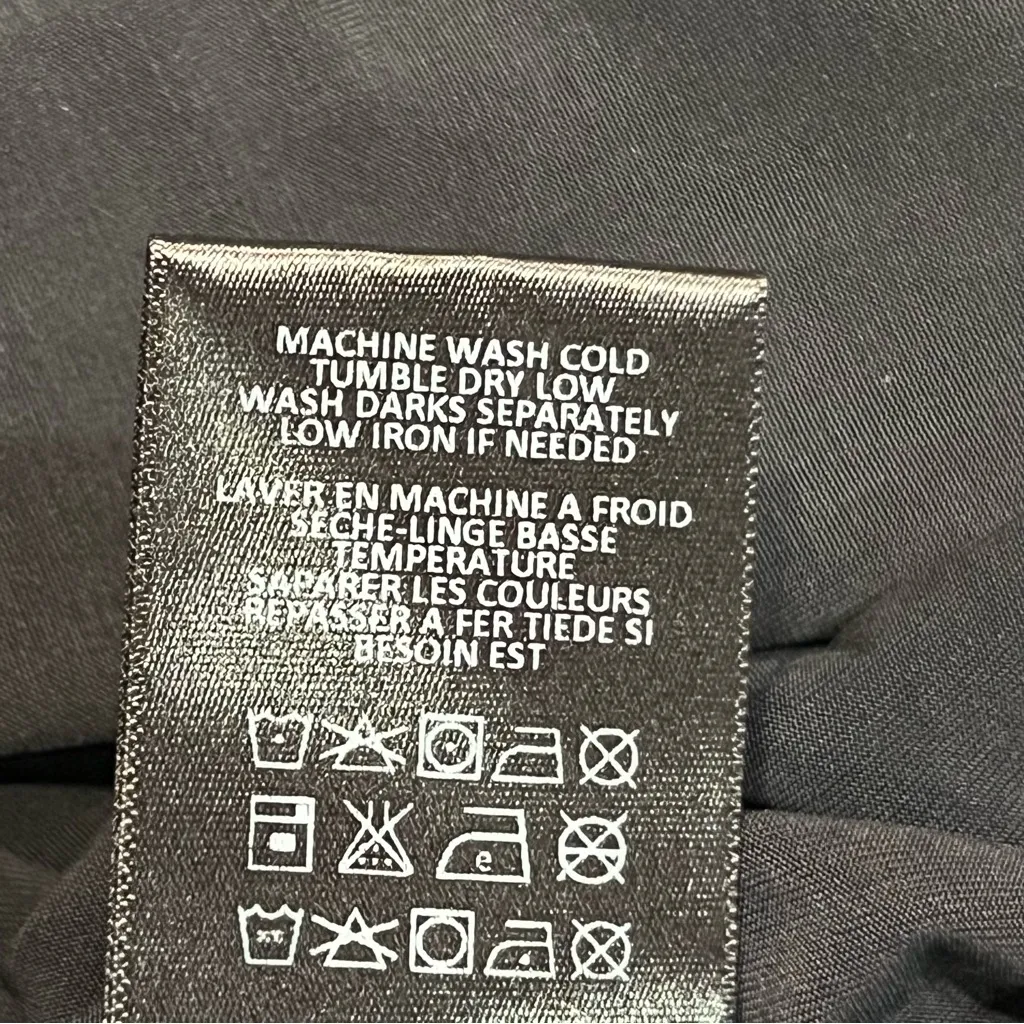 MACHINE WASH COLD
TUMBLE DRY LOW
WASH DARKS SEPARATELY
LOW IRON IF NEEDED
LAVER EN MACHINE A FROID
SECHE-LINGE BASSE
TEMPERATURE
SAPARER LES COULEURS
REPASSER A FER TIEDE SI
BESOIN EST
e